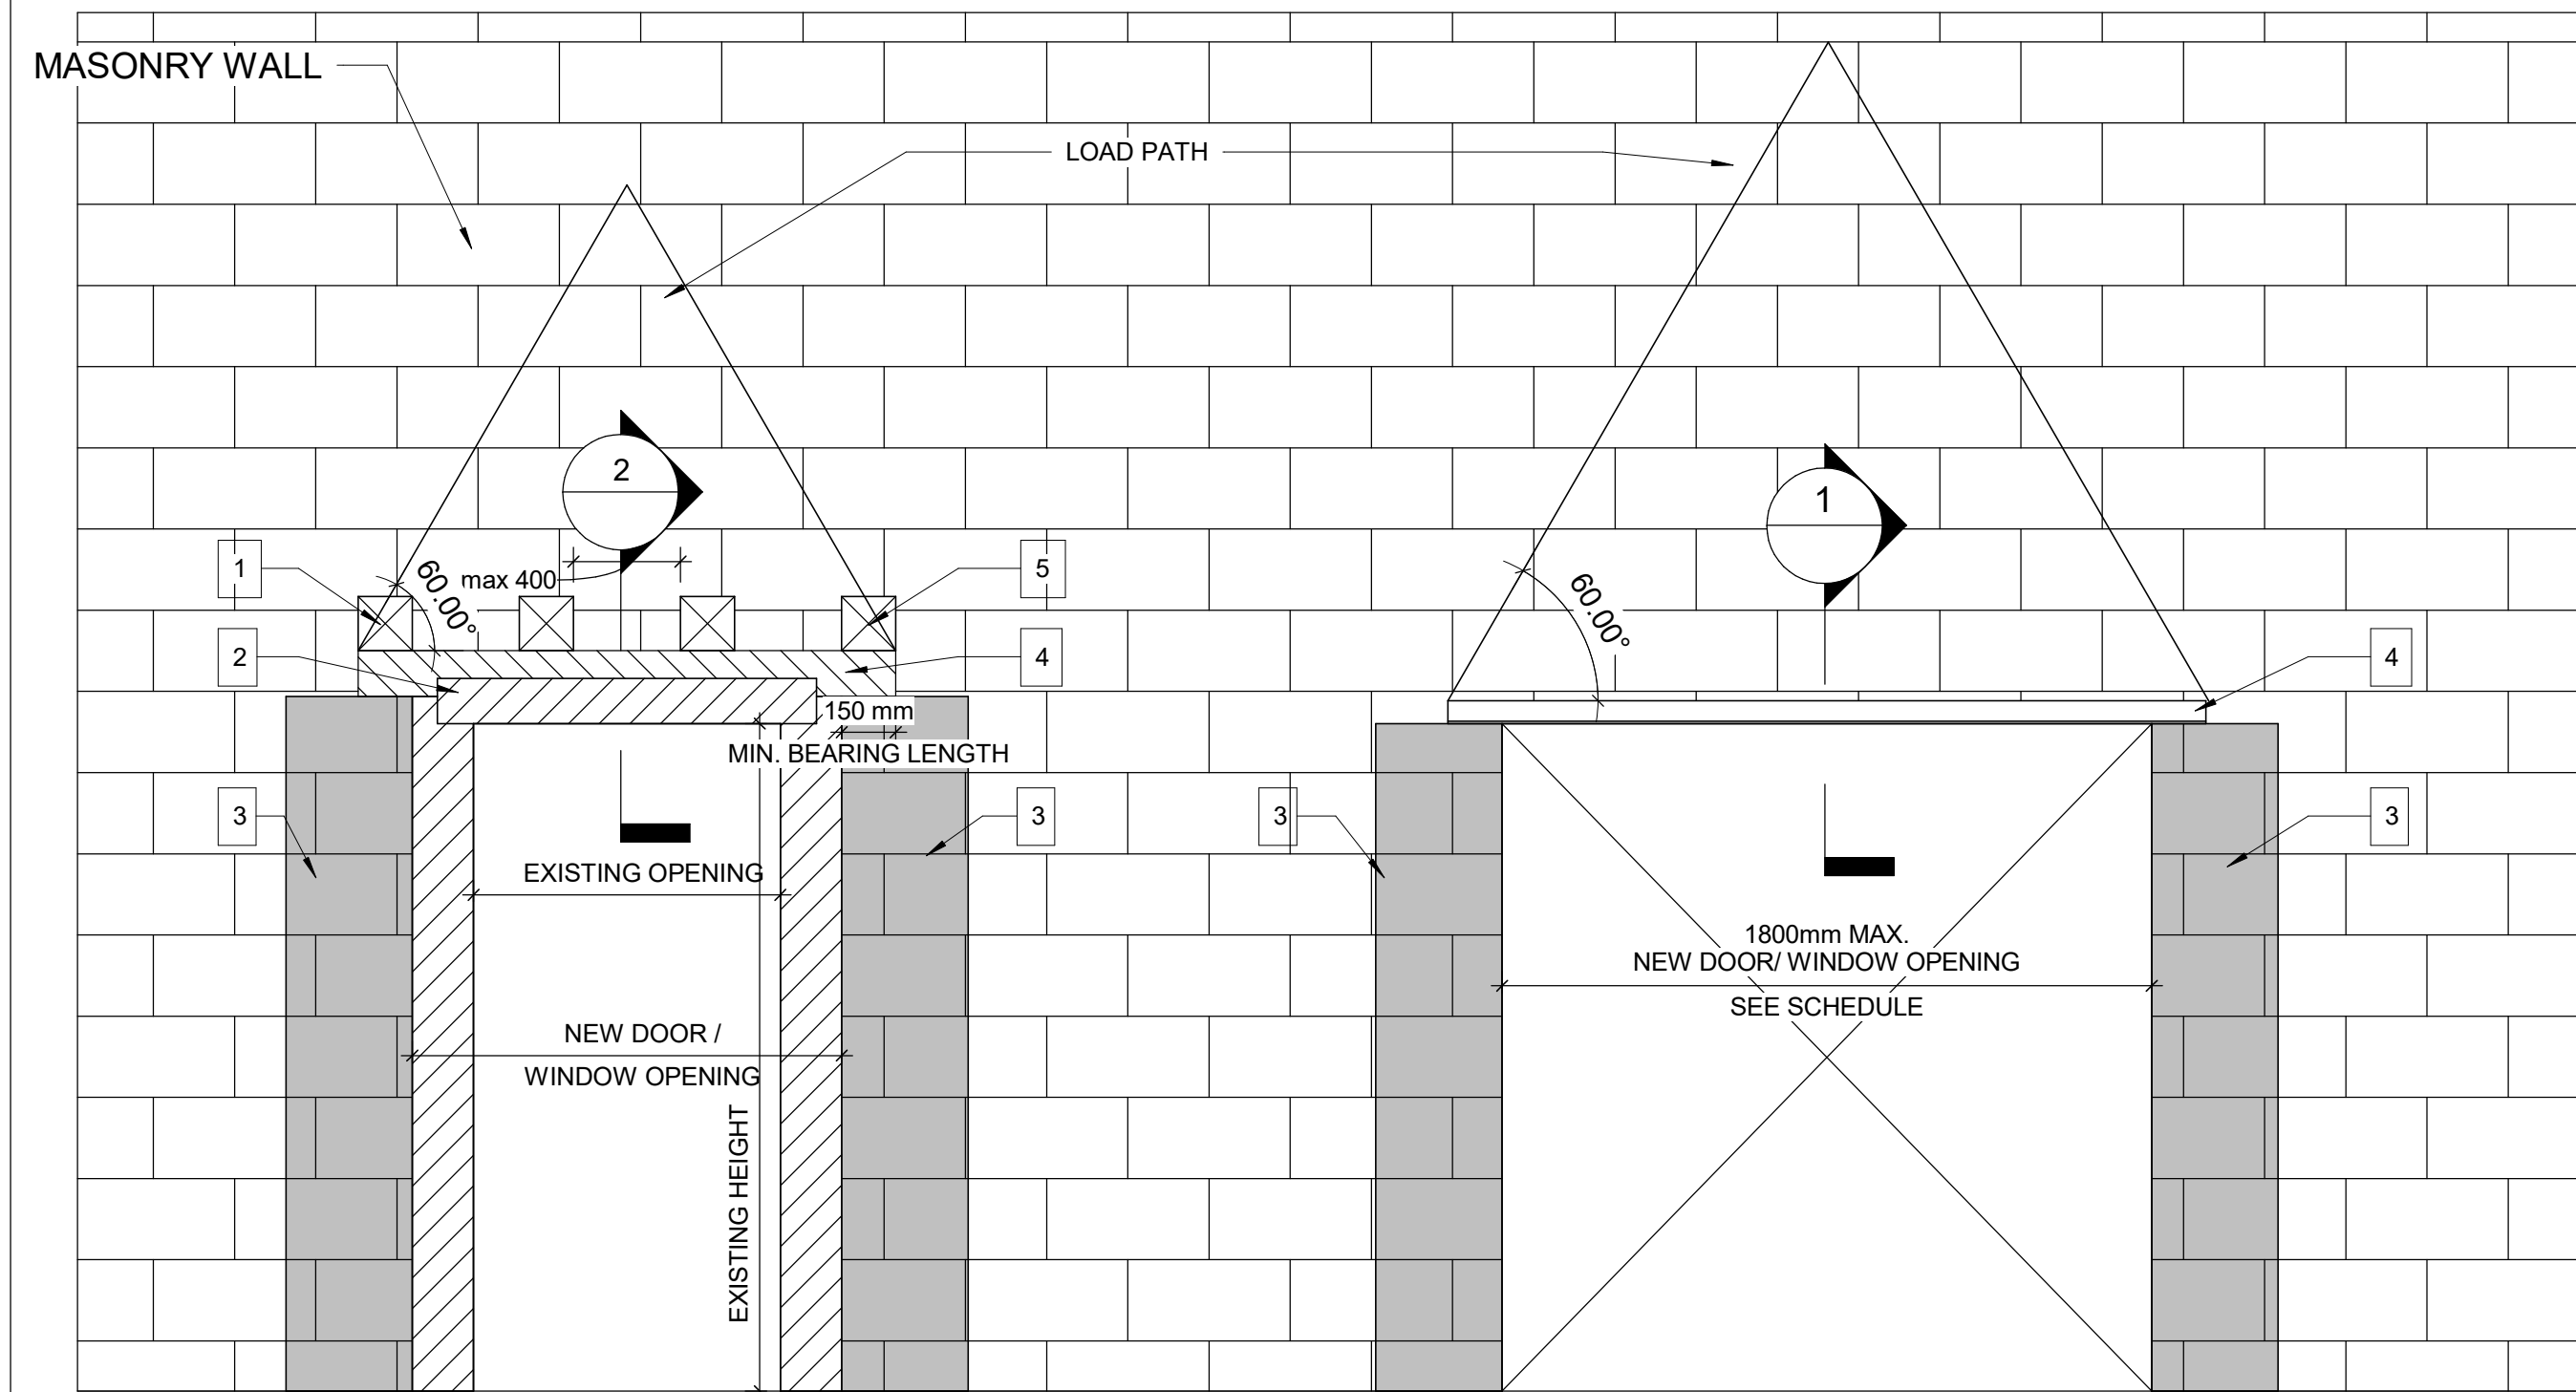 MASONRY WALL
LOAD PATH
2
1
1
60.00°
max 400
5
60.00°
2
4
4
150 mm
MIN. BEARING LENGTH
3
3
3
3
EXISTING OPENING
1800mm MAX.
NEW DOOR/ WINDOW OPENING
SEE SCHEDULE
NEW DOOR /
WINDOW OPENING
EXISTING HEIGHT